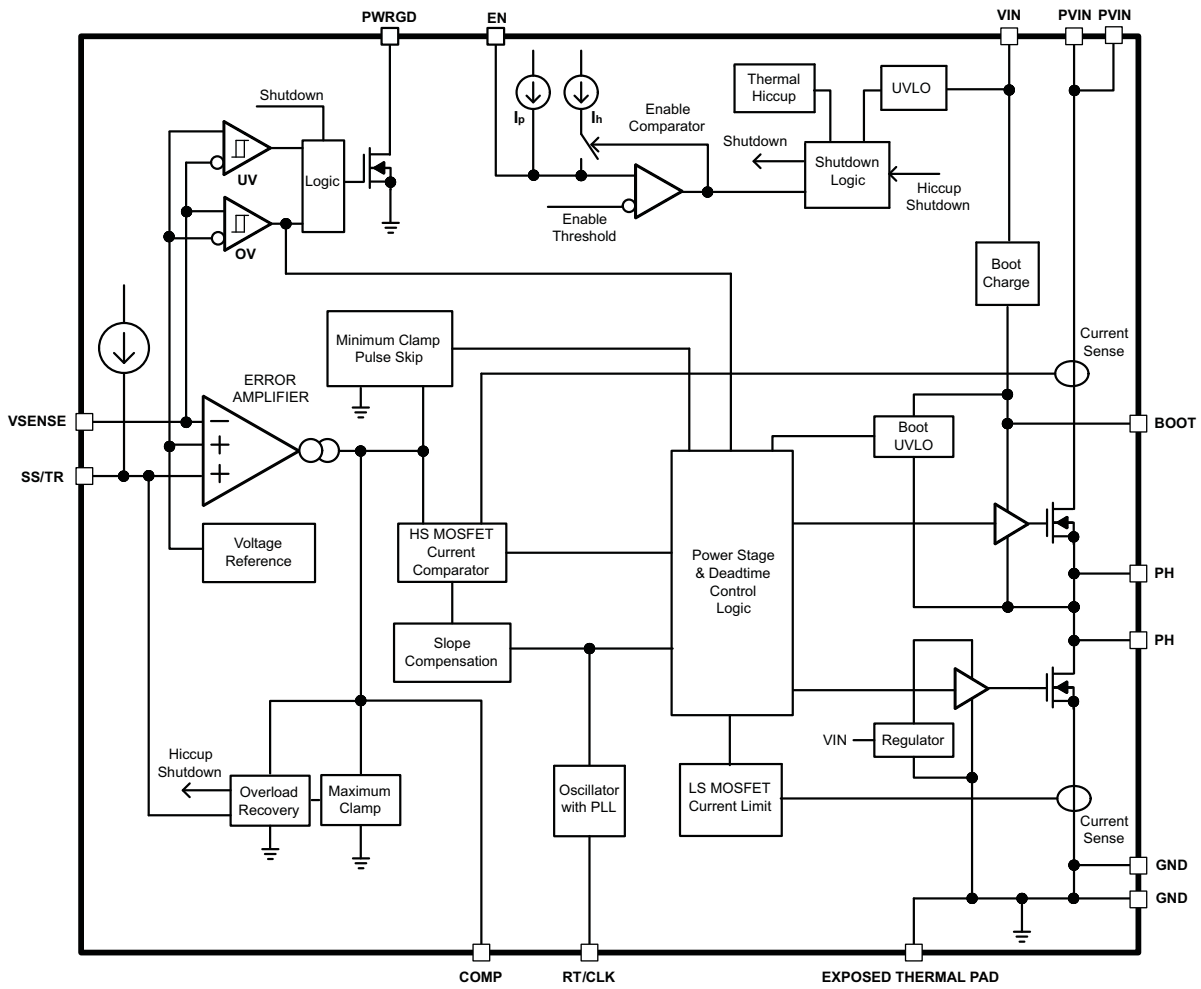 PWRGD
EN
VIN
PVIN
PVIN
Shutdown
UV
OV
Logic
Ip
Ih
Enable
Comparator
Enable
Threshold
Thermal
Hiccup
UVLO
Shutdown
Shutdown
Logic
Hiccup
Shutdown
Boot
Charge
Current
Sense
Minimum Clamp
Pulse Skip
ERROR
AMPLIFIER
VSENSE
SS/TR
BOOT
Boot
UVLO
Voltage
Reference
HS MOSFET
Current
Comparator
Power Stage
& Deadtime
Control
Logic
PH
PH
Slope
Compensation
VIN
Regulator
Hiccup
Shutdown
Overload
Recovery
Maximum
Clamp
Oscillator
with PLL
LS MOSFET
Current Limit
Current
Sense
GND
GND
COMP
RT/CLK
EXPOSED THERMAL PAD